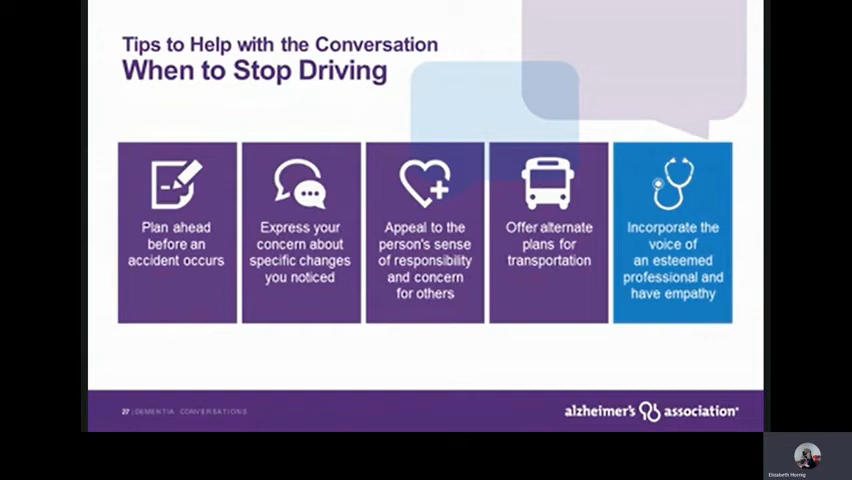 Tips to Help with the Conversation
When to Stop Driving
Plan ahead
before an
accident occurs
Express your
concern about
specific changes
you noticed
Appeal to the
person's sense
of responsibility
and concern
for others
Offer alternate
plans for
transportation
Incorporate the
voice of
an esteemed
professional and
have empathy
27 | DEMENTIA CONVERSATIONS
alzheimer's association®
Elizabeth Hornig